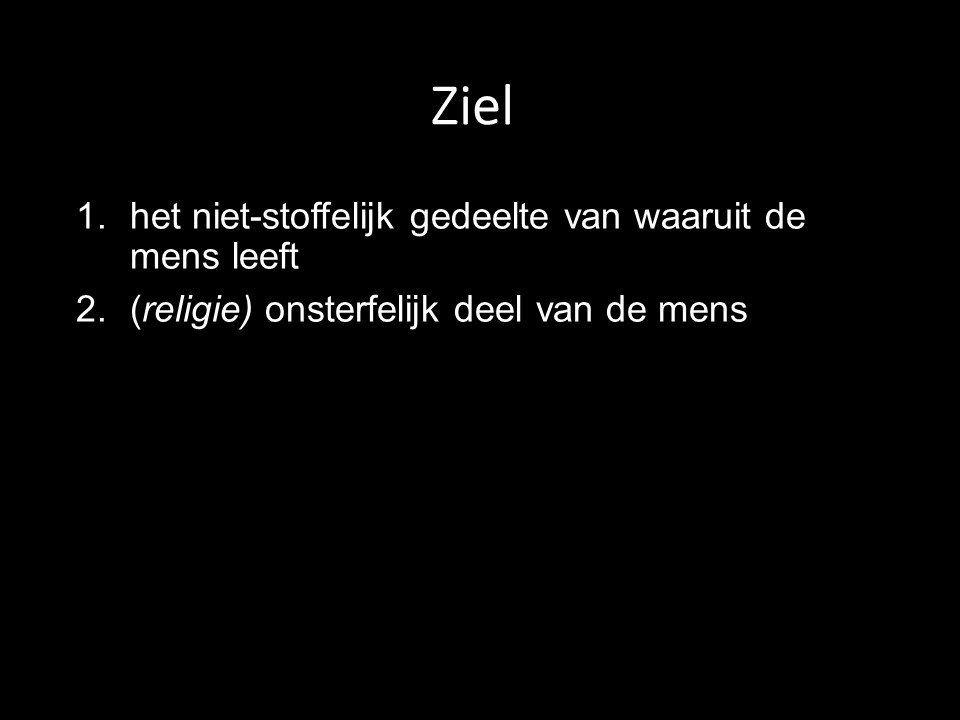 Ziel
1. het niet-stoffelijk gedeelte van waaruit de
mens leeft
2. (religie) onsterfelijk deel van de mens